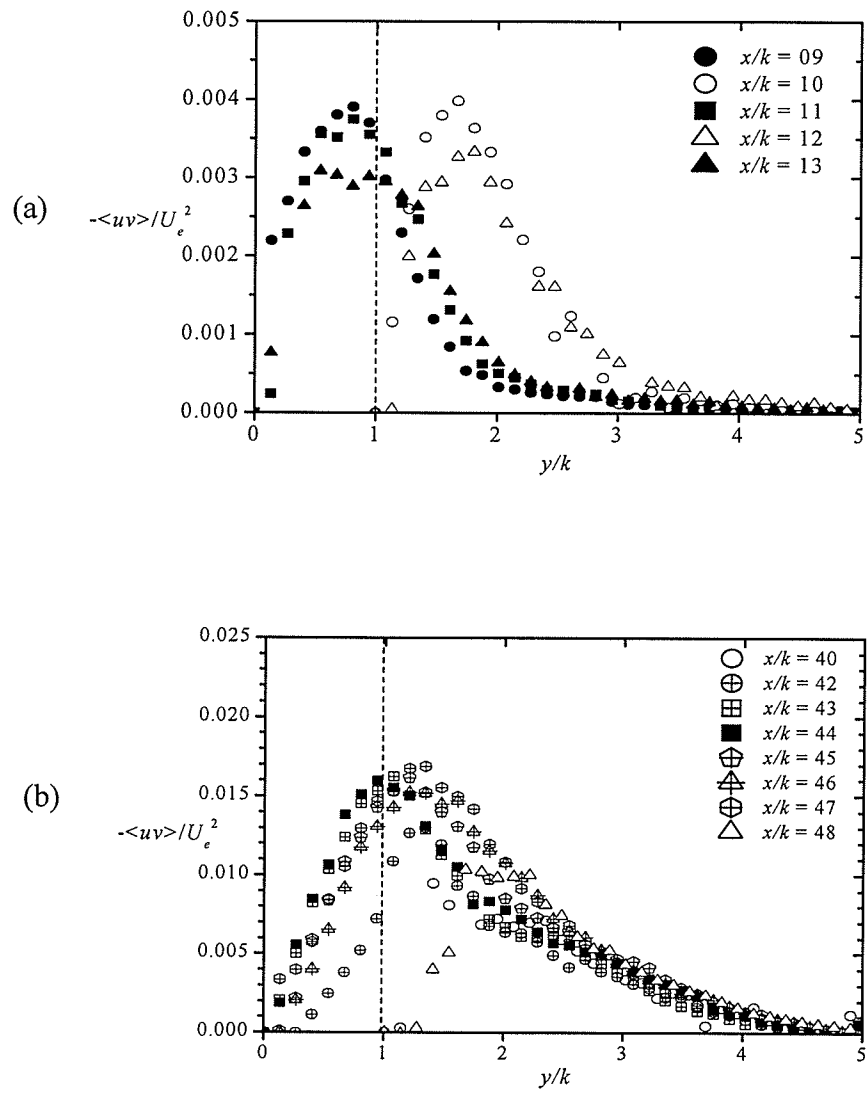 (a)
0.005
0.004
0.003
0.002
0.001
0.000
-<uv>/U_e^2
x/k = 09
x/k = 10
x/k = 11
x/k = 12
x/k = 13
0 1 2 3 4 5
y/k
(b)
0.025
0.020
0.015
0.010
0.005
0.000
-<uv>/U_e^2
x/k = 40
x/k = 42
x/k = 43
x/k = 44
x/k = 45
x/k = 46
x/k = 47
x/k = 48
0 1 2 3 4 5
y/k